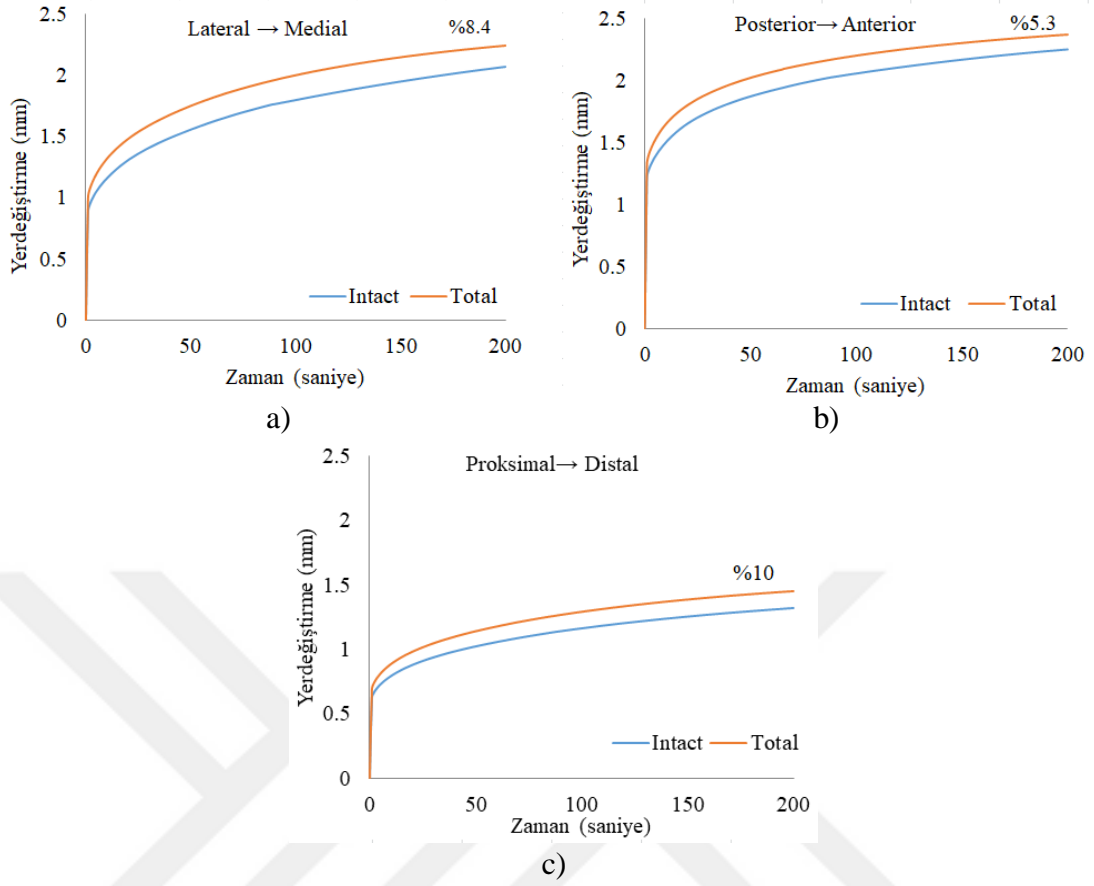 Lateral → Medial %8.4
2.5
2
1.5
1
0.5
0
Yerdeğiştirme (mm)
Intact Total
0 50 100 150 200
Zaman (saniye)
a)
Posterior→ Anterior %5.3
2.5
2
1.5
1
0.5
0
Yerdeğiştirme (mm)
Intact Total
0 50 100 150 200
Zaman (saniye)
b)
Proksimal→ Distal
2.5
2
1.5
1
0.5
0
Yerdeğiştirme (mm)
%10
Intact Total
0 50 100 150 200
Zaman (saniye)
c)